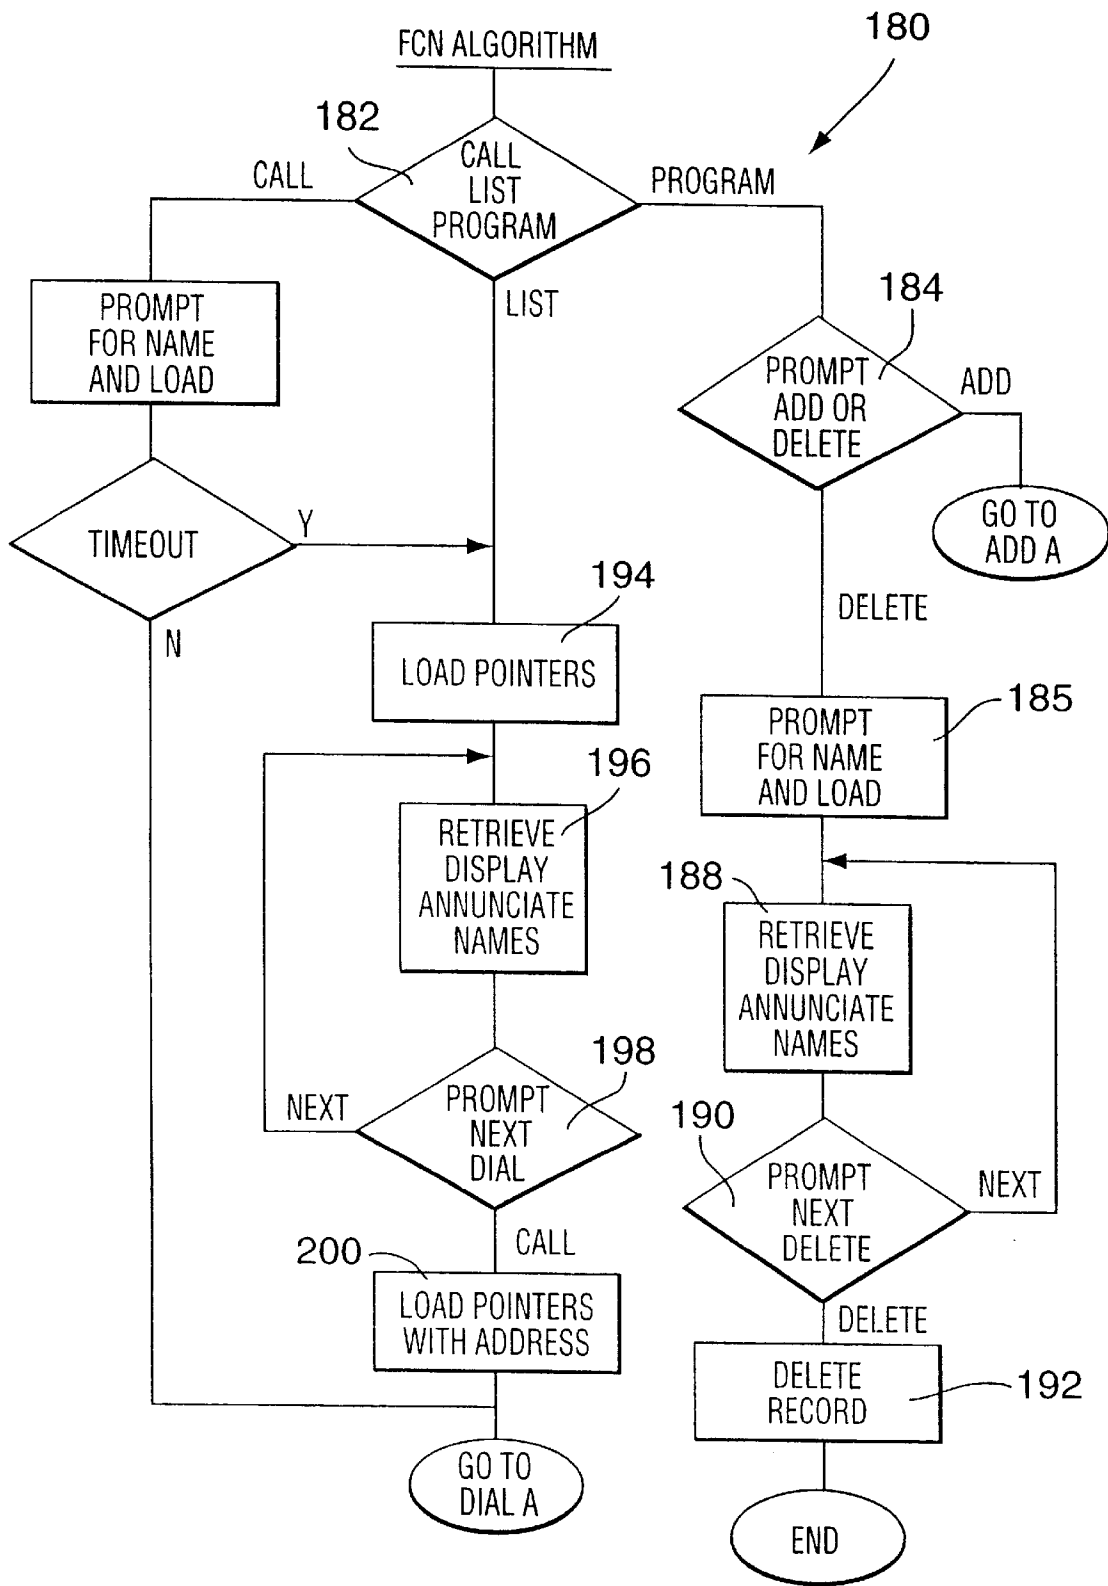 FCN ALGORITHM
180
182
CALL
LIST
PROGRAM
CALL
PROGRAM
LIST
PROMPT
FOR NAME
AND LOAD
184
PROMPT
ADD OR
DELETE
ADD
GO TO
ADD A
TIMEOUT
Y
N
DELETE
194
LOAD POINTERS
185
PROMPT
FOR NAME
AND LOAD
196
RETRIEVE
DISPLAY
ANNUNCIATE
NAMES
188
RETRIEVE
DISPLAY
ANNUNCIATE
NAMES
198
PROMPT
NEXT
DIAL
NEXT
CALL
190
PROMPT
NEXT
DELETE
NEXT
DELETE
200
LOAD POINTERS
WITH ADDRESS
DELETE
RECORD
192
GO TO
DIAL A
END